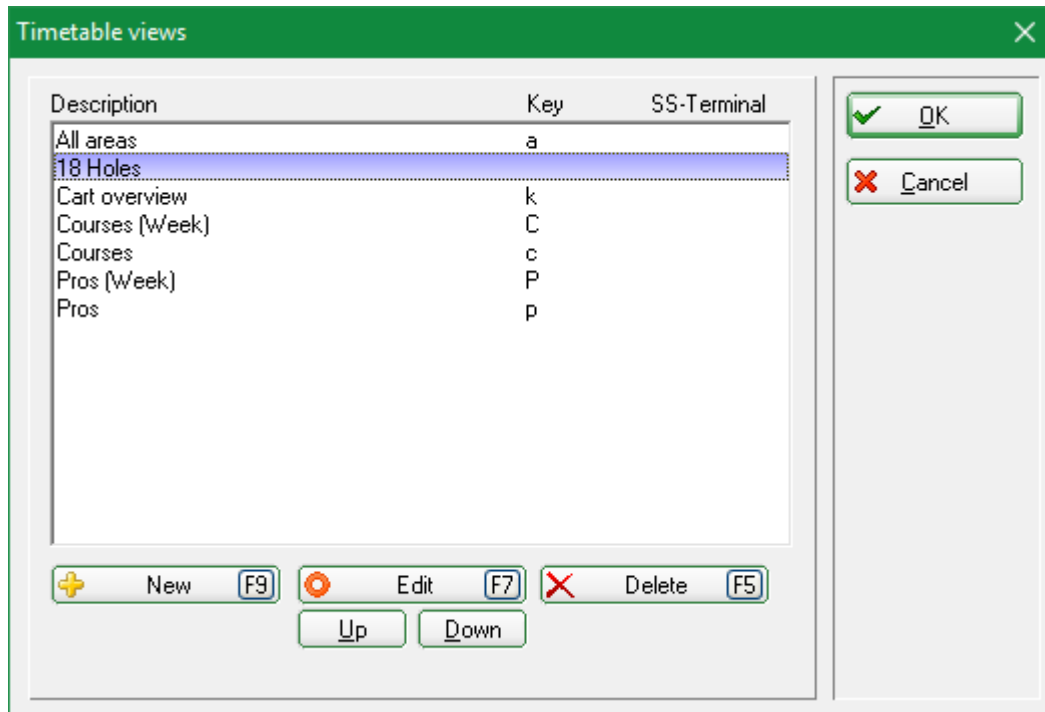 Timetable views
Description Key SS-Terminal
All areas a
18 Holes
Cart overview k
Courses (Week) C
Courses c
Pros (Week) P
Pros p
New F9 Edit F7 Delete F5
Up Down
OK
Cancel